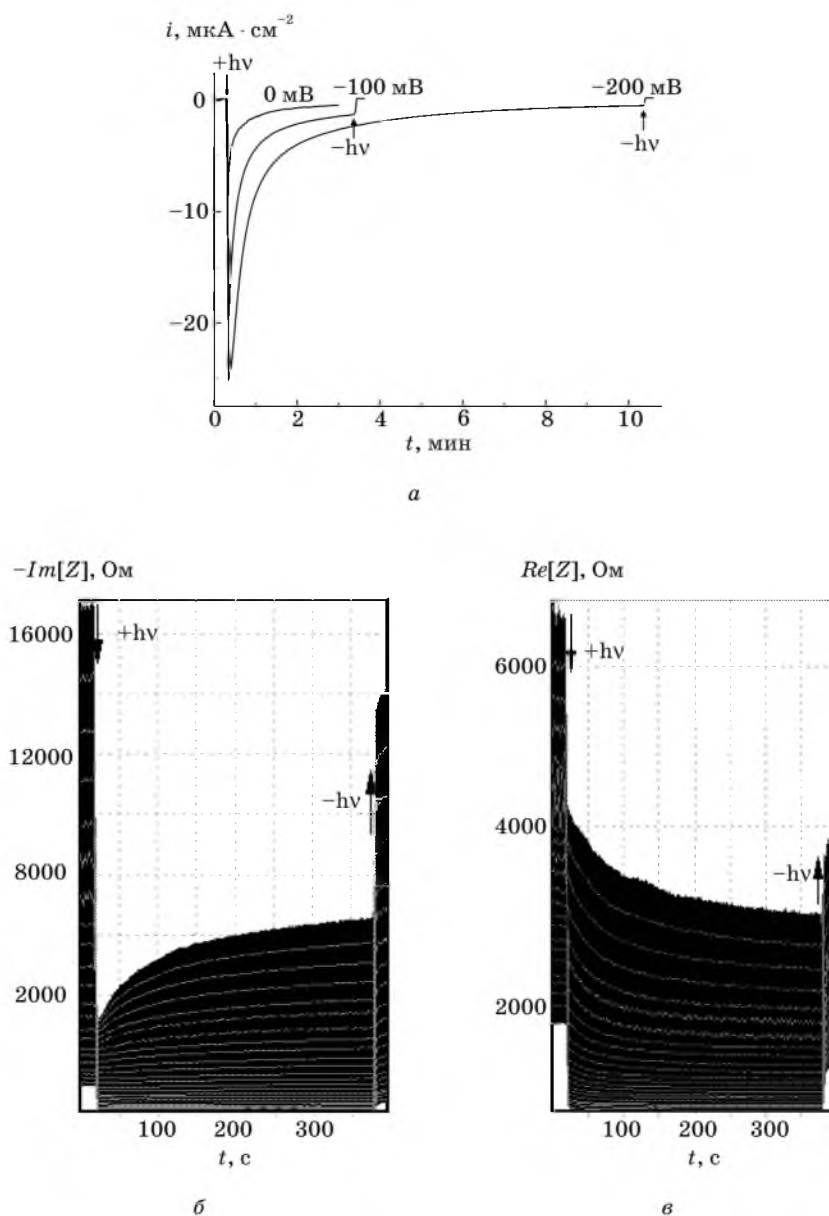 i, мкА · см⁻²
+hν
0 мВ
−100 мВ
−200 мВ
0
−hν
−hν
−10
−20
0 2 4 6 8 10
t, мин
а
−Im[Z], Ом
16000
+hν
12000
−hν
8000
2000
100 200 300
t, с
б
Re[Z], Ом
6000
+hν
4000
−hν
2000
100 200 300
t, с
в